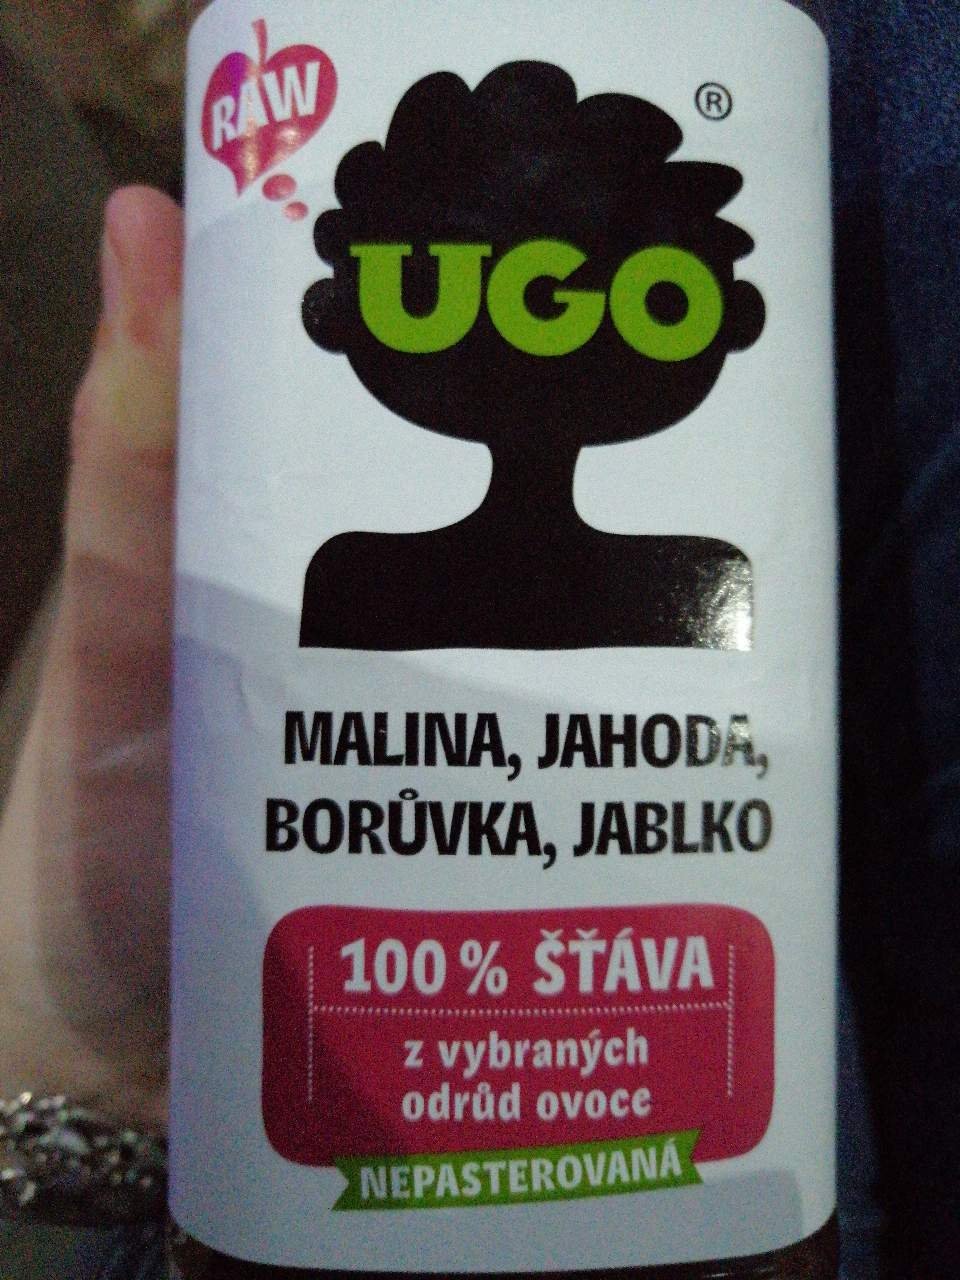 RAW
®
UGO
MALINA, JAHODA,
BORŮVKA, JABLKO
100 % ŠŤÁVA
z vybraných
odrůd ovoce
NEPASTEROVANÁ